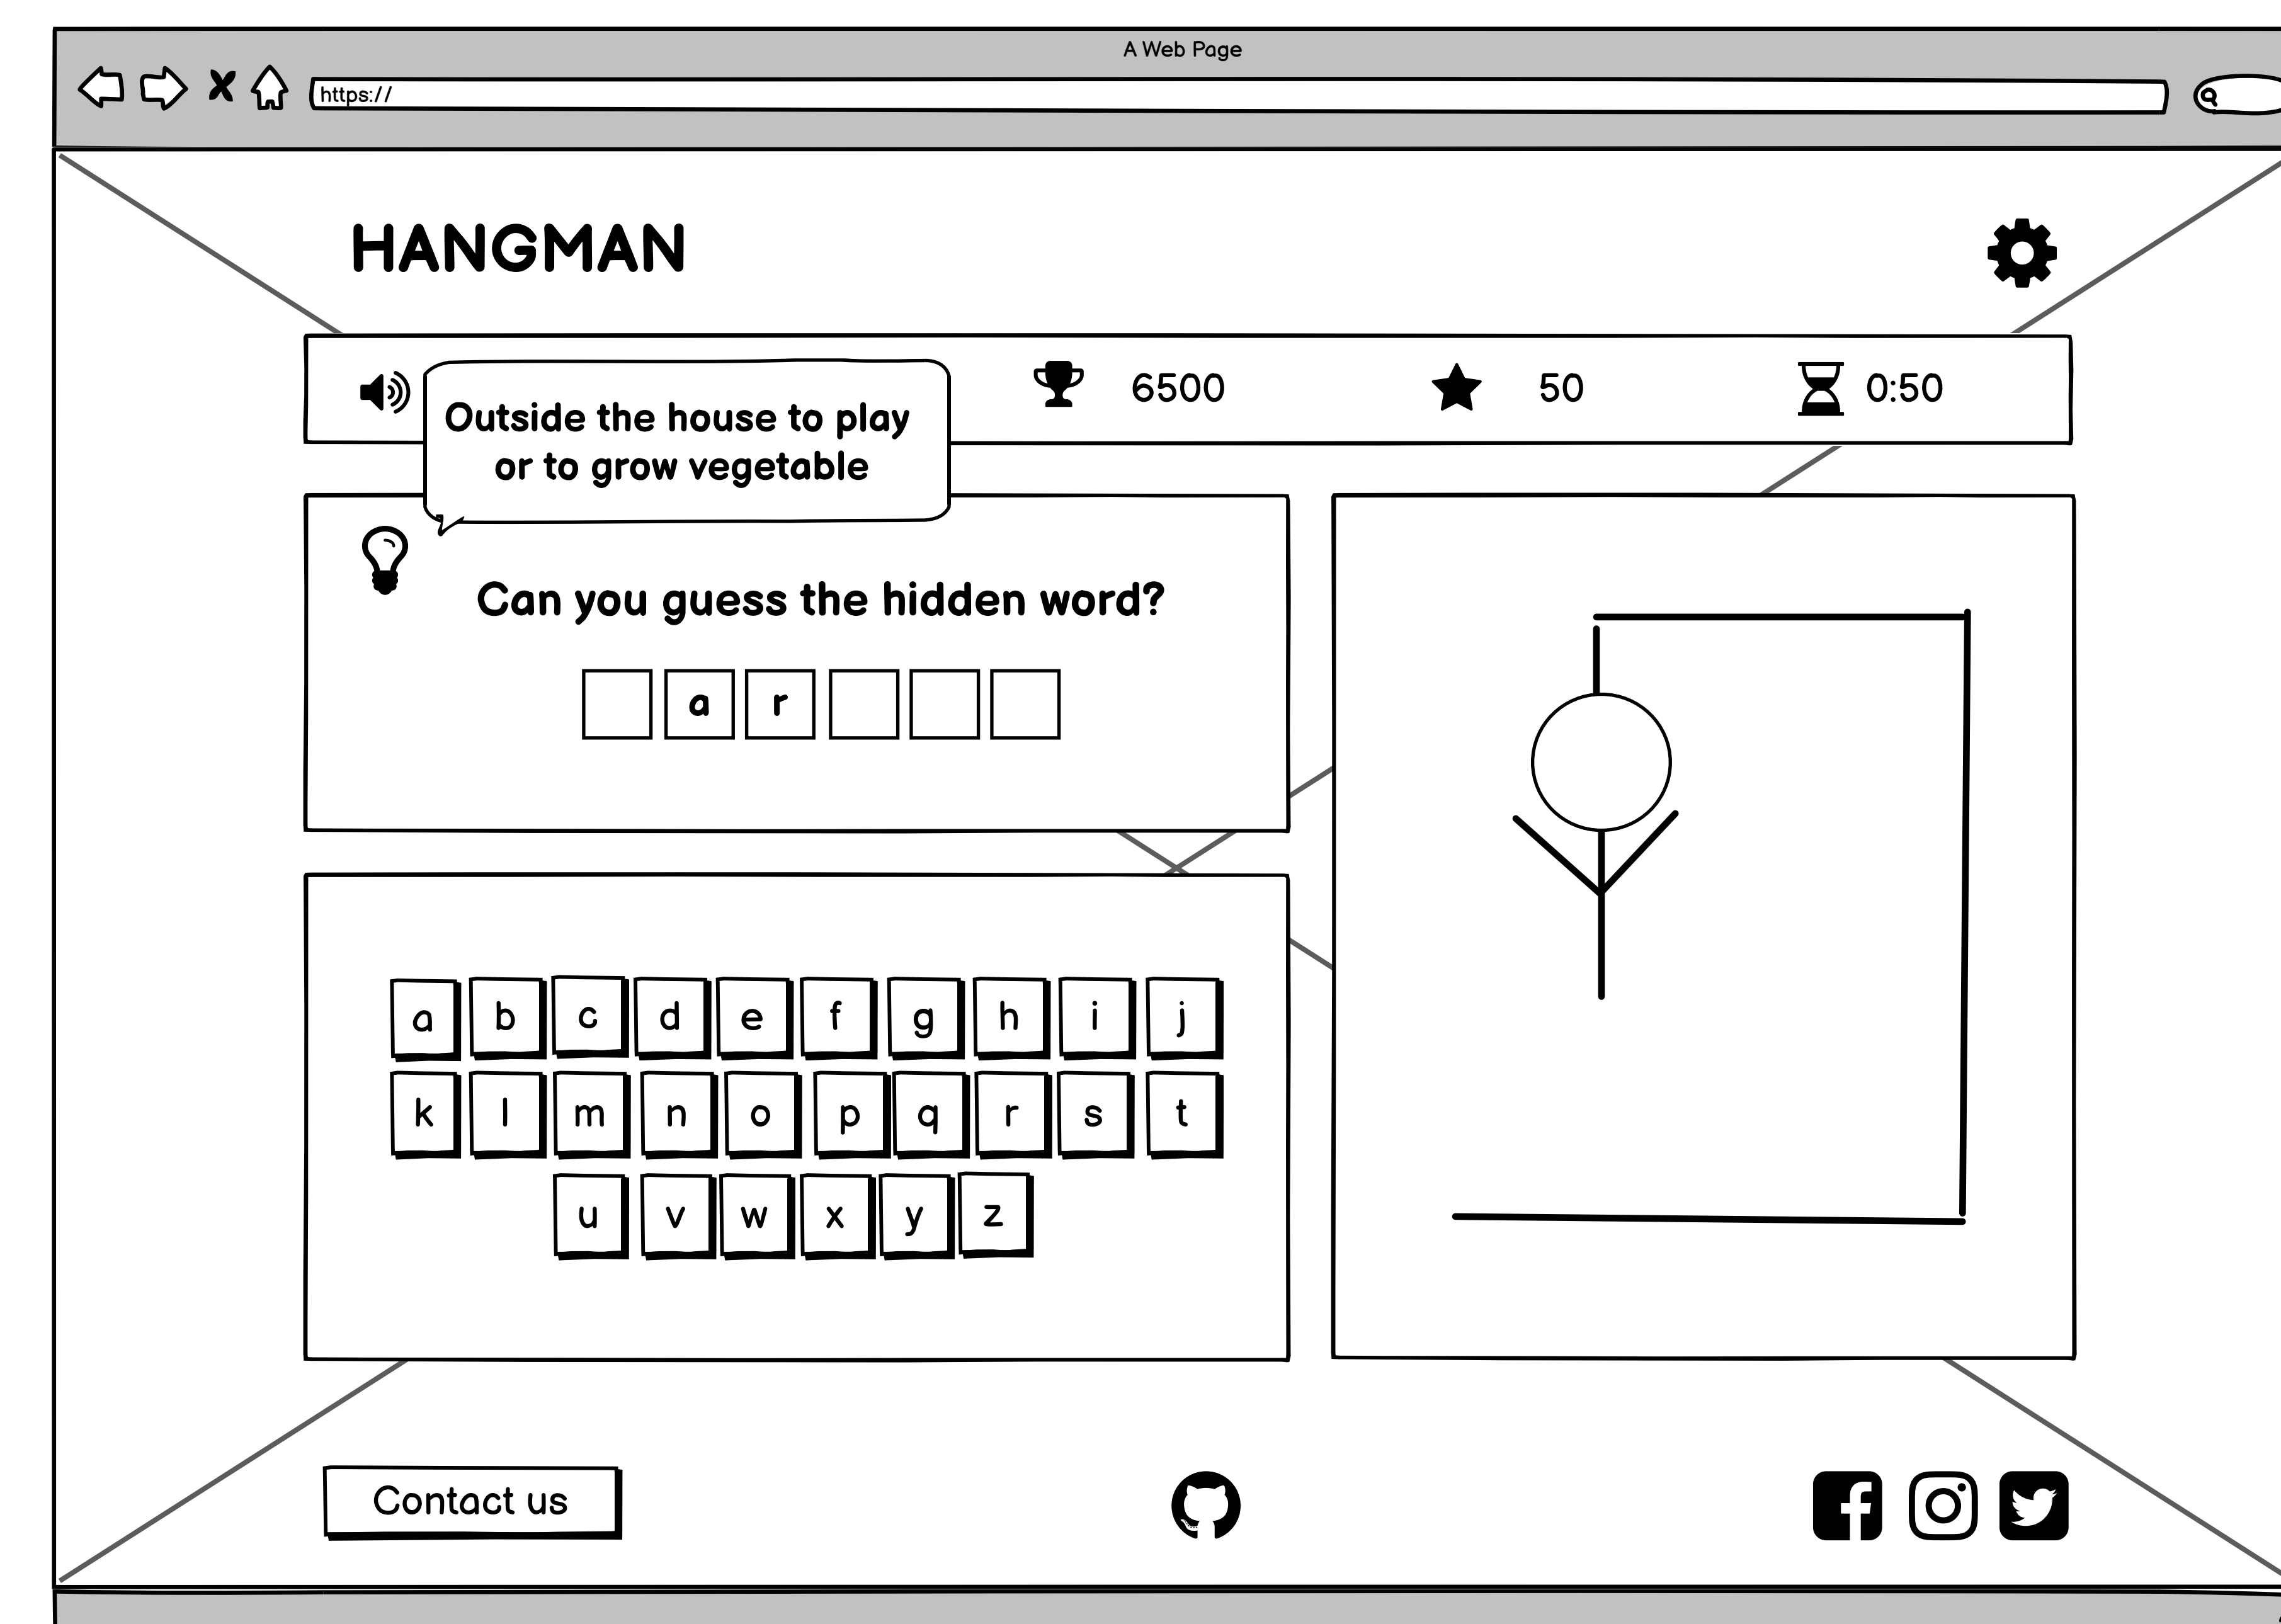 A Web Page
https://
HANGMAN
Outside the house to play
or to grow vegetable
6500
50
0:50
Can you guess the hidden word?
a r
a b c d e f g h i j
k l m n o p q r s t
u v w x y z
Contact us